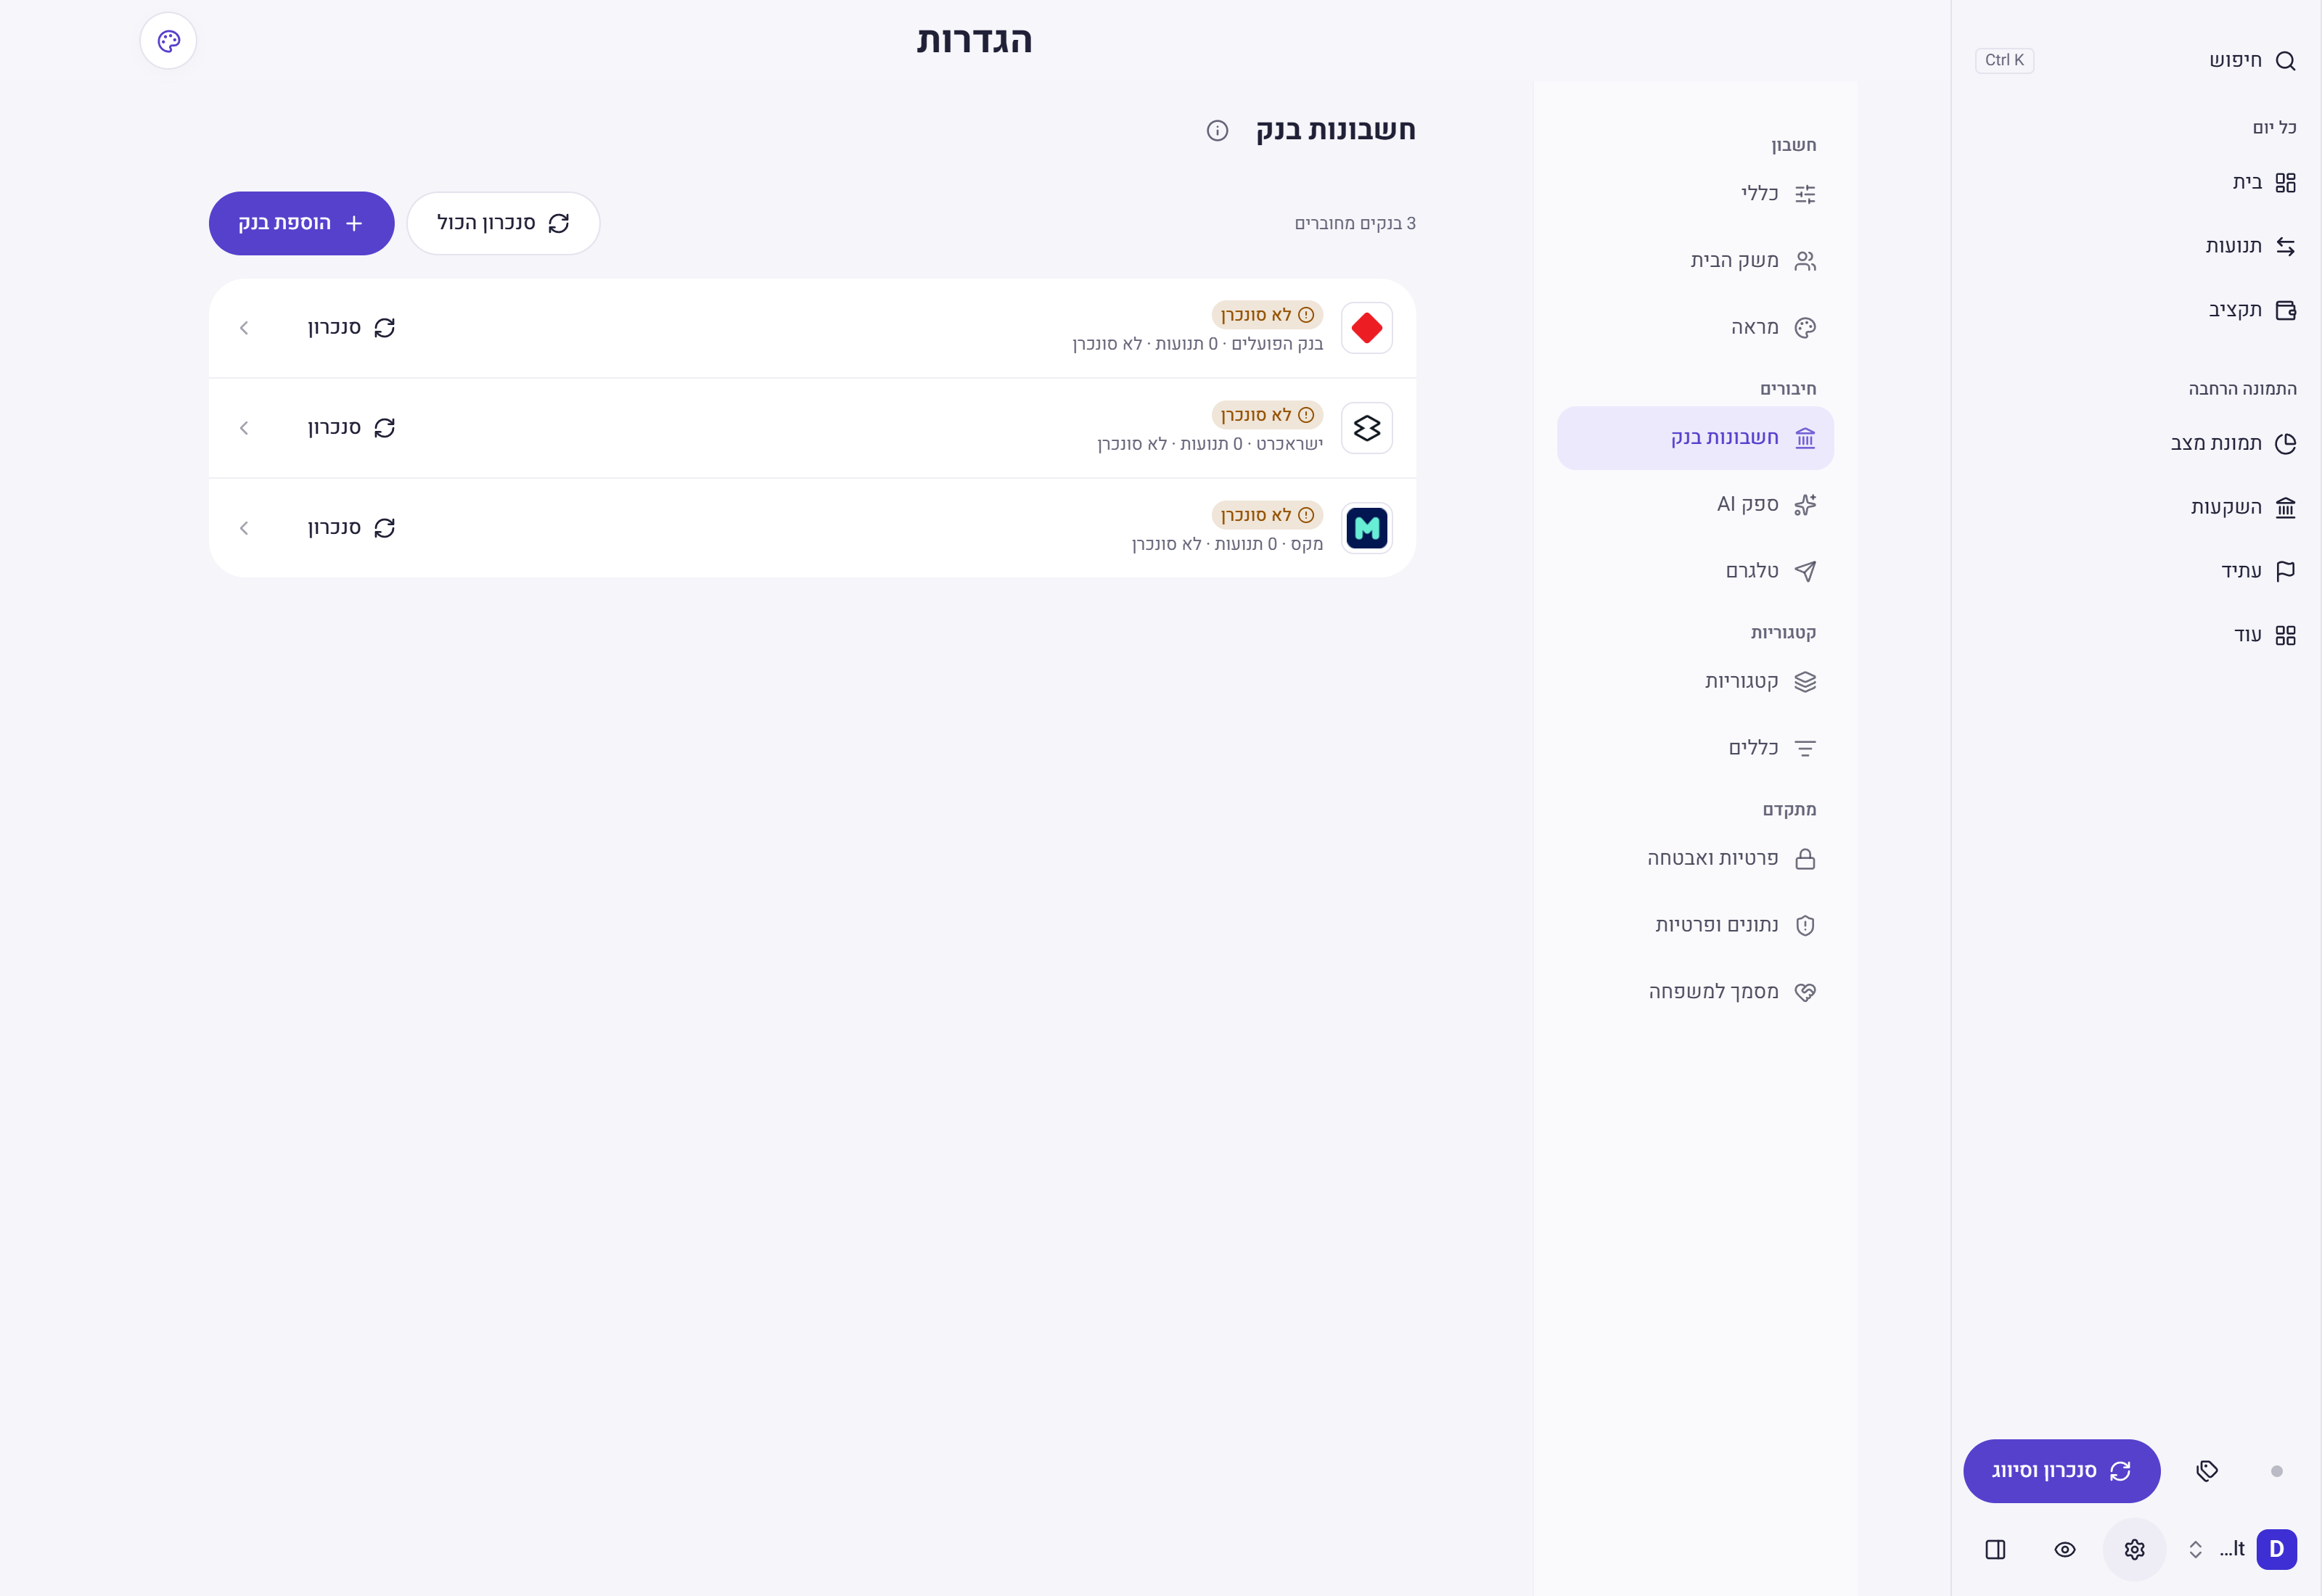 חיפוש
Ctrl K
כל יום
בית
תנועות
תקציב
התמונה הרחבה
תמונת מצב
השקעות
עתיד
עוד
סנכרון וסיווג
D
lt...
הגדרות
חשבון
כללי
משק הבית
מראה
חיבורים
חשבונות בנק
ספק AI
טלגרם
קטגוריות
קטגוריות
כללים
מתקדם
פרטיות ואבטחה
נתונים ופרטיות
מסמך למשפחה
חשבונות בנק
3 בנקים מחוברים
סנכרון הכול
הוספת בנק
לא סונכרן
בנק הפועלים · 0 תנועות · לא סונכרן
סנכרון
לא סונכרן
ישראכרט · 0 תנועות · לא סונכרן
סנכרון
לא סונכרן
מקס · 0 תנועות · לא סונכרן
סנכרון